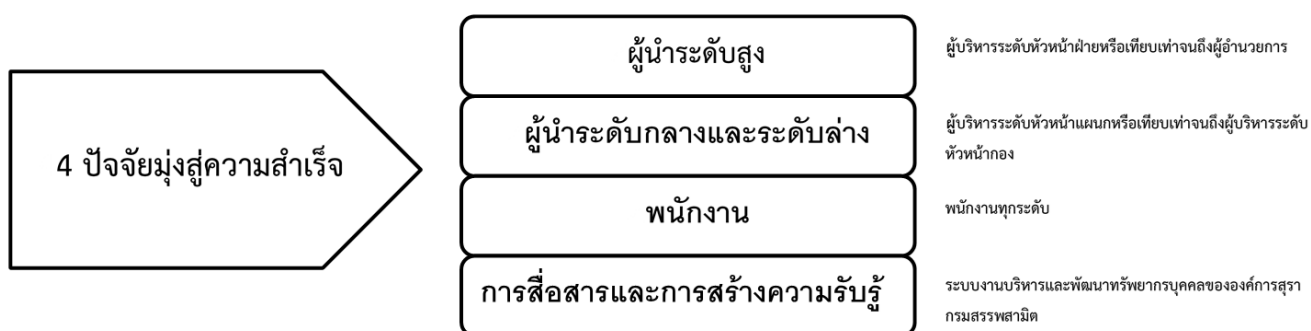 4 ปัจจัยมุ่งสู่ความสำเร็จ
ผู้นำระดับสูง
ผู้บริหารระดับหัวหน้าฝ่ายหรือเทียบเท่าจนถึงผู้อำนวยการ
ผู้นำระดับกลางและระดับล่าง
ผู้บริหารระดับหัวหน้าแผนกหรือเทียบเท่าจนถึงผู้บริหารระดับ
หัวหน้ากอง
พนักงาน
พนักงานทุกระดับ
การสื่อสารและการสร้างความรับรู้
ระบบงานบริหารและพัฒนาทรัพยากรบุคคลขององค์การสุรา
กรมสรรพสามิต